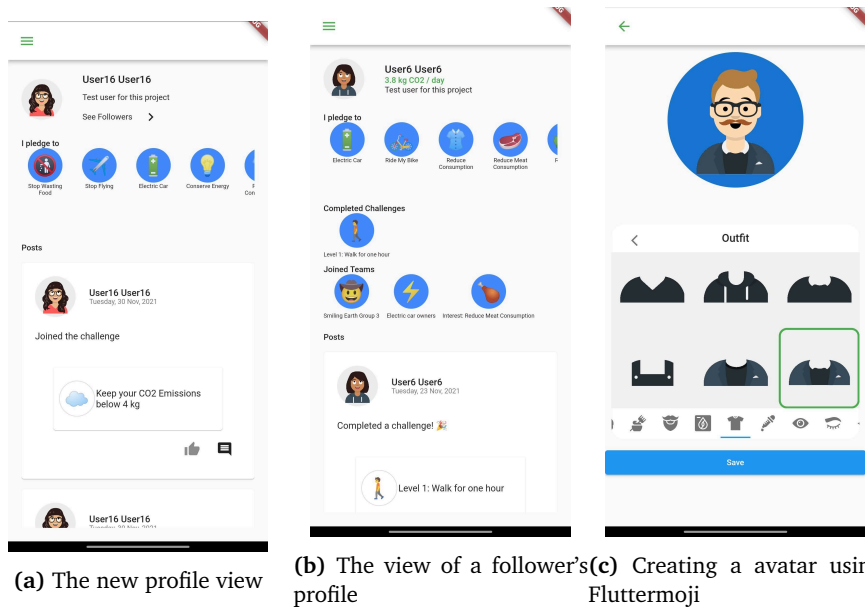 User16 User16
Test user for this project
See Followers
I pledge to
Stop Wasting Food
Stop Flying
Electric Car
Conserve Energy
Posts
User16 User16
Tuesday, 30 Nov, 2021
Joined the challenge
Keep your CO2 Emissions
below 4 kg
User16 User16
(a) The new profile view
User6 User6
3.8 kg CO2 / day
Test user for this project
I pledge to
Electric Car
Ride My Bike
Reduce Consumption
Reduce Meat Consumption
Completed Challenges
Level 1: Walk for one hour
Joined Teams
Smiling Earth Group 3
Electric car owners
Interest: Reduce Meat Consumption
Posts
User6 User6
Tuesday, 23 Nov, 2021
Completed a challenge! 🎉
Level 1: Walk for one hour
(b) The view of a follower's
profile
Outfit
Save
(c) Creating a avatar usin
Fluttermoji